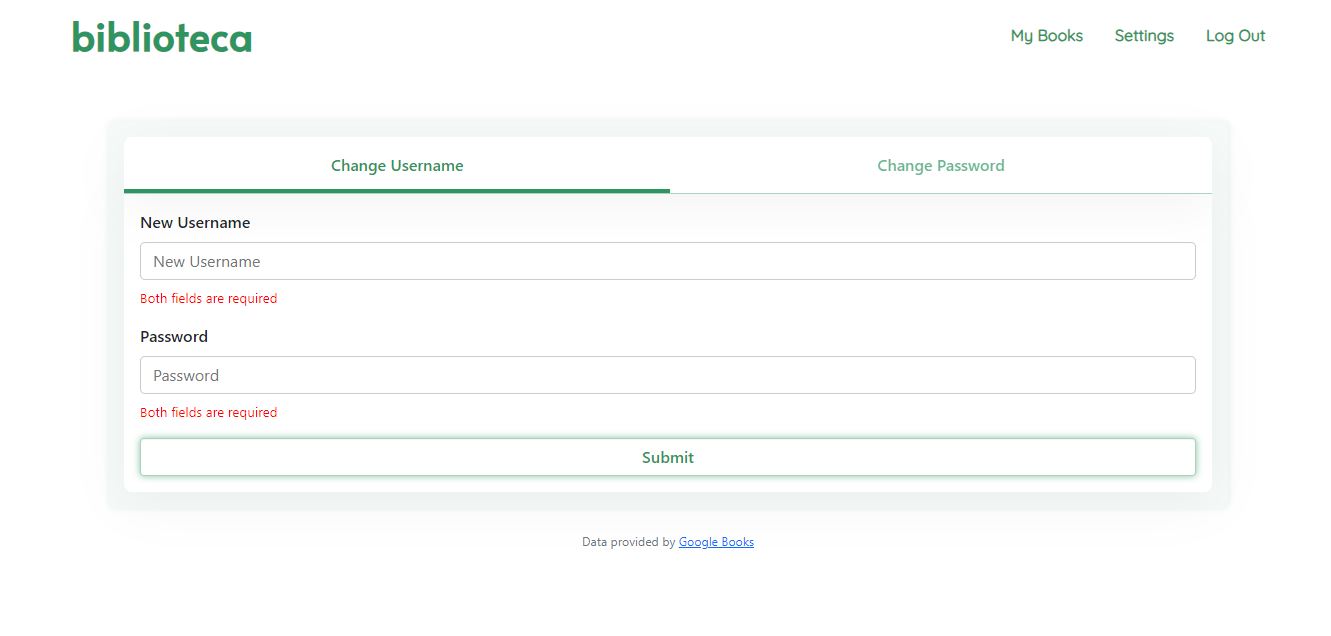 biblioteca
My Books Settings Log Out
Change Username Change Password
New Username
New Username
Both fields are required
Password
Password
Both fields are required
Submit
Data provided by Google Books